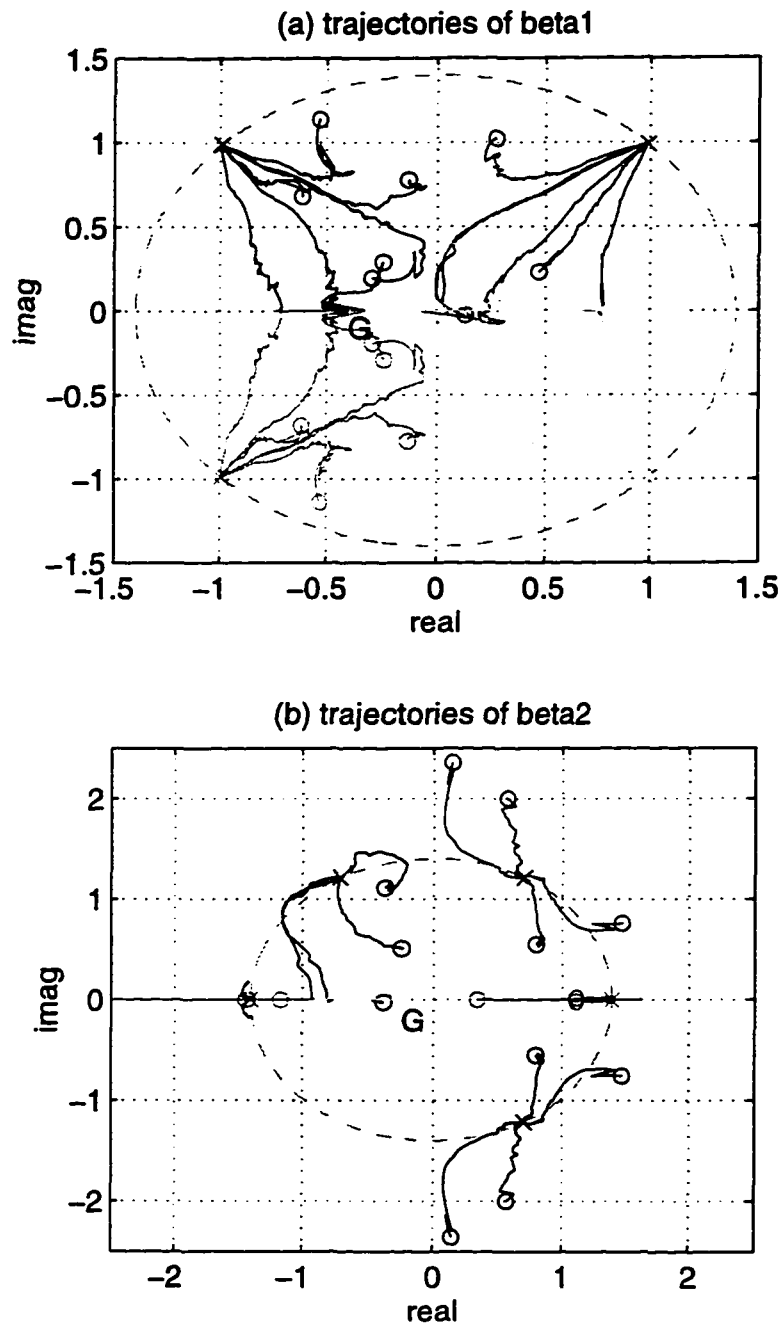 (a) trajectories of beta1
1.5
1
0.5
0
−0.5
−1
−1.5
imag
G
−1.5 −1 −0.5 0 0.5 1 1.5
real
(b) trajectories of beta2
2
1
0
−1
−2
imag
G
−2 −1 0 1 2
real